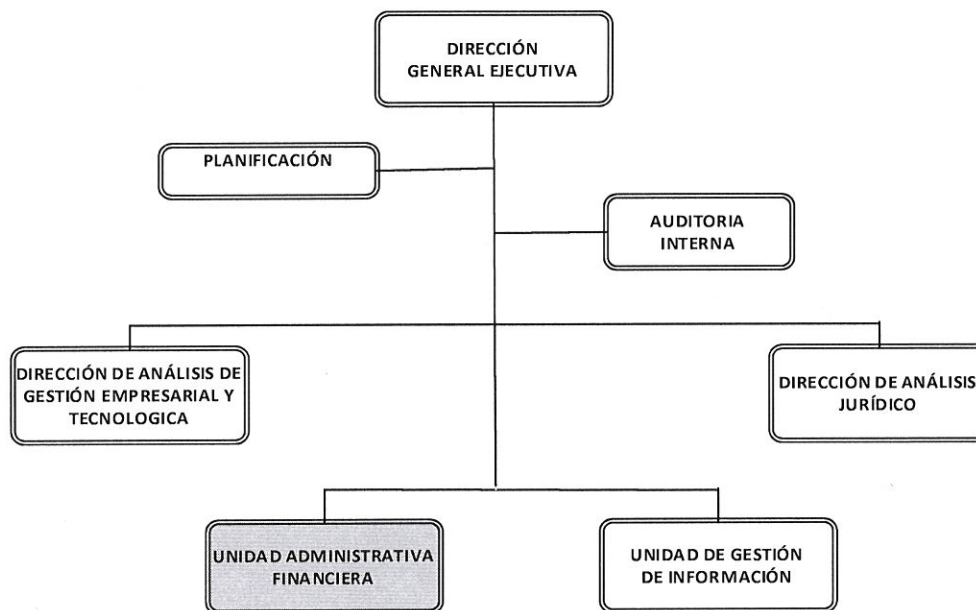 DIRECCIÓN
GENERAL EJECUTIVA
PLANIFICACIÓN
AUDITORIA
INTERNA
DIRECCIÓN DE ANÁLISIS DE
GESTIÓN EMPRESARIAL Y
TECNOLOGICA
DIRECCIÓN DE ANÁLISIS
JURÍDICO
UNIDAD ADMINISTRATIVA
FINANCIERA
UNIDAD DE GESTIÓN
DE INFORMACIÓN